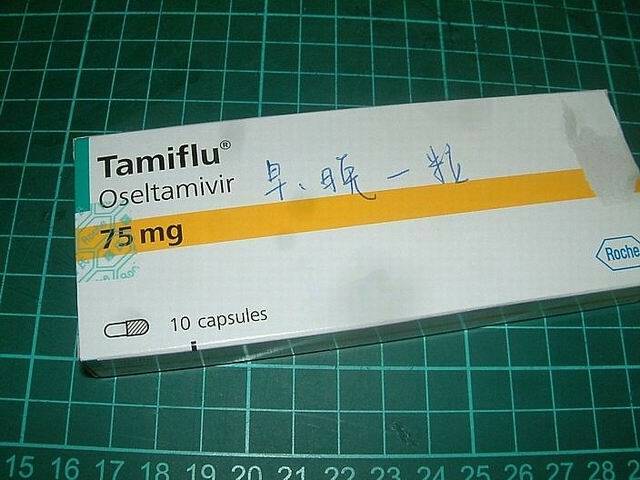 Tamiflu®
Oseltamivir
早、晚一粒
75 mg
Roche
10 capsules
15 16 17 18 19 20 21 22 23 24 25 26 27 28